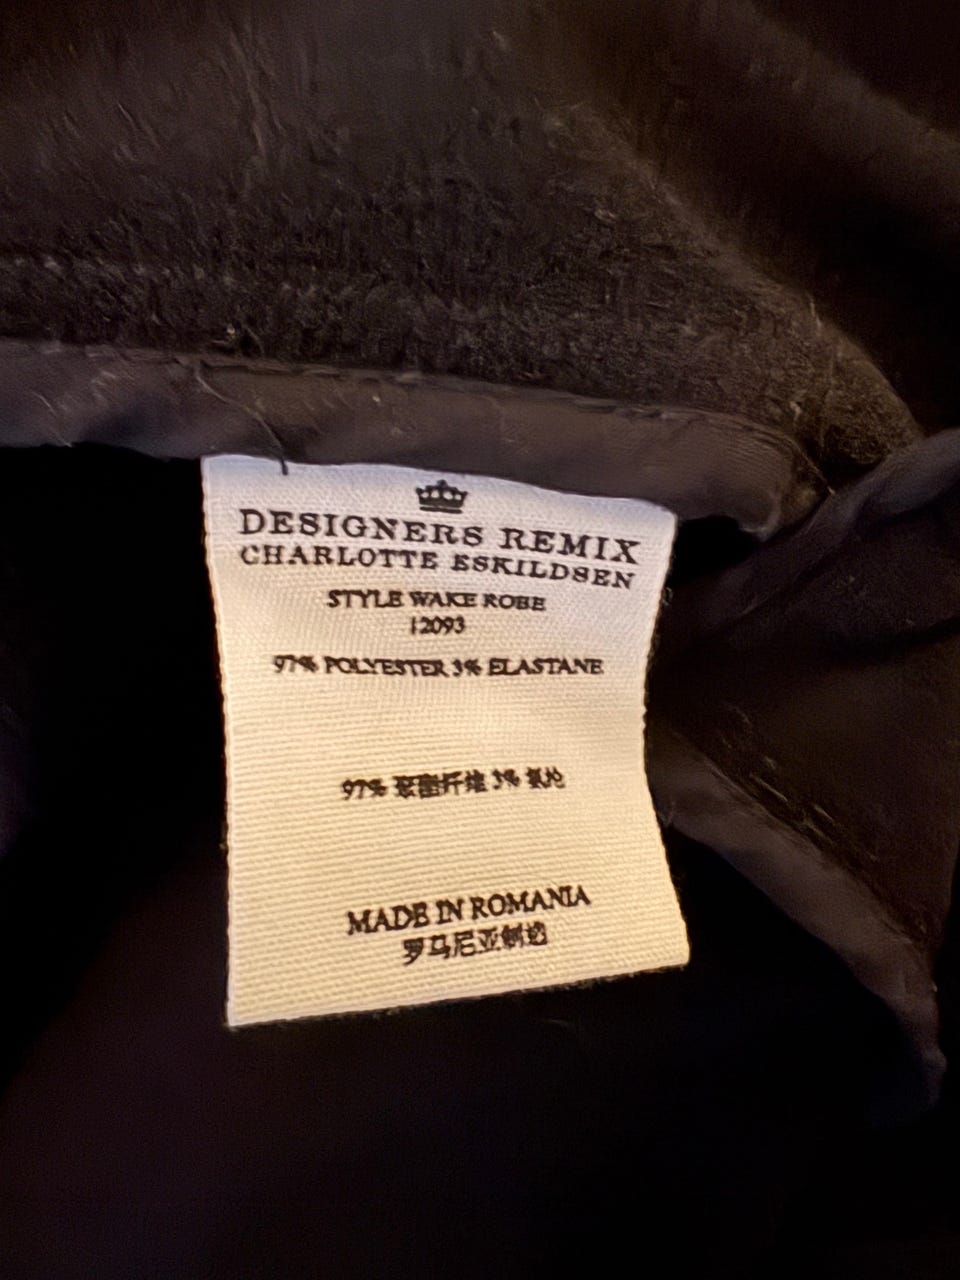 DESIGNERS REMIX
CHARLOTTE ESKILDSEN
STYLE WAKE ROBE
12093
97% POLYESTER 3% ELASTANE
97% 聚酯纤维 3% 氨纶
MADE IN ROMANIA
罗马尼亚制造